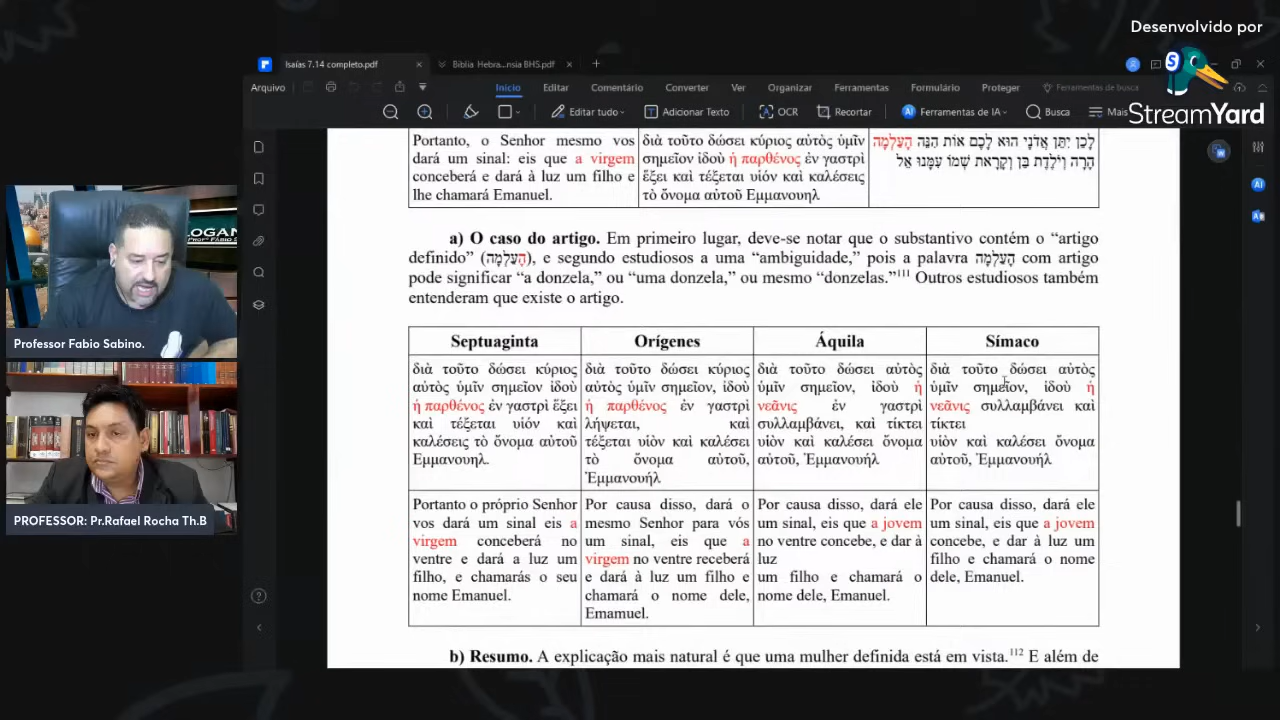 Desenvolvido por
StreamYard
Isaías 7.14 completo.pdf
Bíblia Hebra...nsia BHS.pdf
Arquivo
Início
Editar
Comentário
Converter
Ver
Organizar
Ferramentas
Formulário
Proteger
Ferramentas de busca
Editar tudo
Adicionar Texto
OCR
Recortar
Ferramentas de IA
Busca
Mais
Portanto, o Senhor mesmo vos
dará um sinal: eis que a virgem
conceberá e dará à luz um filho e
lhe chamará Emanuel.
διὰ τοῦτο δώσει κύριος αὐτὸς ὑμῖν
σημεῖον ἰδοὺ ἡ παρθένος ἐν γαστρὶ
ἕξει καὶ τέξεται υἱόν καὶ καλέσεις
τὸ ὄνομα αὐτοῦ Εμμανουηλ
לָכֵן יִתֵּן אֲדֹנָי הוּא לָכֶם אוֹת הִנֵּה הָעַלְמָה
הָרָה וְיֹלֶדֶת בֵּן וְקָרָאת שְׁמוֹ עִמָּנוּ אֵל
a) O caso do artigo. Em primeiro lugar, deve-se notar que o substantivo contém o “artigo
definido” (הָעַלְמָה), e segundo estudiosos a uma “ambiguidade,” pois a palavra הָעַלְמָה com artigo
pode significar “a donzela,” ou “uma donzela,” ou mesmo “donzelas.”111 Outros estudiosos também
entenderam que existe o artigo.
Septuaginta
Orígenes
Áquila
Símaco
διὰ τοῦτο δώσει κύριος
αὐτὸς ὑμῖν σημεῖον ἰδοὺ
ἡ παρθένος ἐν γαστρὶ ἕξει
καὶ τέξεται υἱόν καὶ
καλέσεις τὸ ὄνομα αὐτοῦ
Εμμανουηλ.
διὰ τοῦτο δώσει κύριος
αὐτὸς ὑμῖν σημεῖον, ἰδοὺ
ἡ παρθένος ἐν γαστρὶ
λήψεται, καὶ
τέξεται υἱὸν καὶ καλέσει
τὸ ὄνομα αὐτοῦ,
Ἐμμανουήλ
διὰ τοῦτο δώσει αὐτὸς
ὑμῖν σημεῖον, ἰδοὺ ἡ
νεᾶνις ἐν γαστρὶ
συλλαμβάνει, καὶ τίκτει
υἱὸν καὶ καλέσει ὄνομα
αὐτοῦ, Ἐμμανουήλ
διὰ τοῦτο δώσει αὐτὸς
ὑμῖν σημεῖον, ἰδοὺ ἡ
νεᾶνις συλλαμβάνει καὶ
τίκτει
υἱὸν καὶ καλέσει ὄνομα
αὐτοῦ, Ἐμμανουήλ
Portanto o próprio Senhor
vos dará um sinal eis a
virgem conceberá no
ventre e dará a luz um
filho, e chamarás o seu
nome Emanuel.
Por causa disso, dará o
mesmo Senhor para vós
um sinal, eis que a
virgem no ventre receberá
e dará à luz um filho e
chamará o nome dele,
Emamuel.
Por causa disso, dará ele
um sinal, eis que a jovem
no ventre concebe, e dar à
luz
um filho e chamará o
nome dele, Emanuel.
Por causa disso, dará ele
um sinal, eis que a jovem
concebe, e dar à luz um
filho e chamará o nome
dele, Emanuel.
b) Resumo. A explicação mais natural é que uma mulher definida está em vista.112 E além de
Professor Fabio Sabino.
PROFESSOR: Pr.Rafael Rocha Th.B